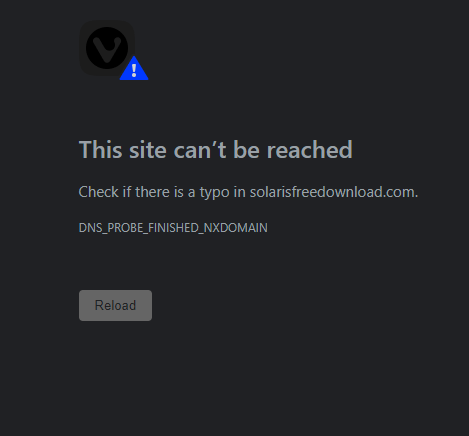 This site can’t be reached
Check if there is a typo in solarisfreedownload.com.
DNS_PROBE_FINISHED_NXDOMAIN
Reload